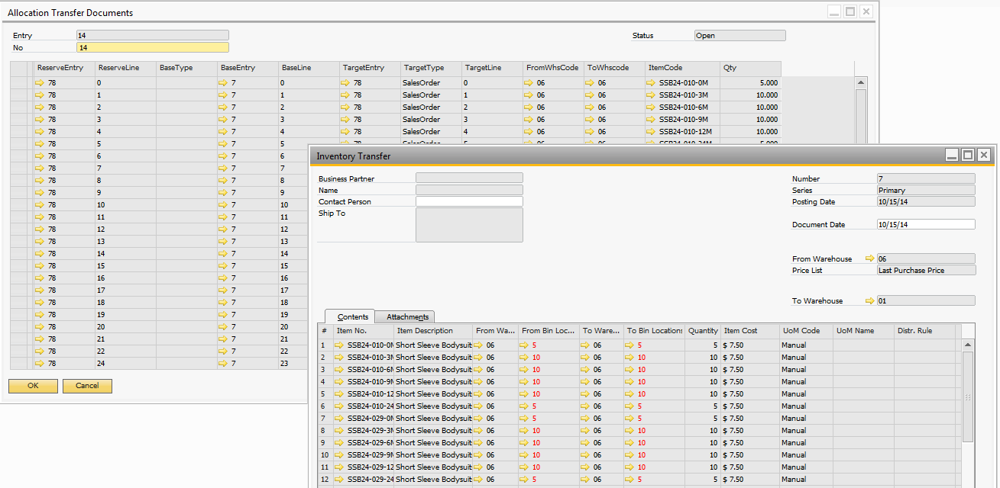 Allocation Transfer Documents
Entry 14 Status Open
No 14
ReserveEntry ReserveLine BaseType BaseEntry BaseLine TargetEntry TargetType TargetLine FromWhsCode ToWhscode ItemCode Qty
78 0 7 0 78 SalesOrder 0 06 06 SSB24-010-0M 5.000
78 1 7 1 78 SalesOrder 1 06 06 SSB24-010-3M 10.000
78 2 7 2 78 SalesOrder 2 06 06 SSB24-010-6M 10.000
78 3 7 3 78 SalesOrder 3 06 06 SSB24-010-9M 10.000
78 4 7 4 78 SalesOrder 4 06 06 SSB24-010-12M 10.000
78 5 7 5 78 SalesOrder 5 06 06 SSB24-010-24M 5.000
78 6 7 6
78 7 7 7
78 8 7 8
78 9 7 9
78 10 7 10
78 11 7 11
78 12 7 12
78 13 7 13
78 14 7 14
78 15 7 15
78 16 7 16
78 17 7 17
78 18 7 18
78 19 7 19
78 20 7 20
78 21 7 21
78 22 7 22
78 24 7 23
OK Cancel
Inventory Transfer
Business Partner
Name
Contact Person
Ship To
Number 7
Series Primary
Posting Date 10/15/14
Document Date 10/15/14
From Warehouse 06
Price List Last Purchase Price
To Warehouse 01
Contents Attachments
# Item No. Item Description From Wa... From Bin Loc... To Ware... To Bin Locations Quantity Item Cost UoM Code UoM Name Distr. Rule
1 SSB24-010-0M Short Sleeve Bodysuit 06 5 06 5 5 $ 7.50 Manual
2 SSB24-010-3M Short Sleeve Bodysuit 06 10 06 10 10 $ 7.50 Manual
3 SSB24-010-6M Short Sleeve Bodysuit 06 10 06 10 10 $ 7.50 Manual
4 SSB24-010-9M Short Sleeve Bodysuit 06 10 06 10 10 $ 7.50 Manual
5 SSB24-010-12 Short Sleeve Bodysuit 06 10 06 10 10 $ 7.50 Manual
6 SSB24-010-24 Short Sleeve Bodysuit 06 5 06 5 5 $ 7.50 Manual
7 SSB24-029-0M Short Sleeve Bodysuit 06 5 06 5 5 $ 7.50 Manual
8 SSB24-029-3M Short Sleeve Bodysuit 06 10 06 10 10 $ 7.50 Manual
9 SSB24-029-6M Short Sleeve Bodysuit 06 10 06 10 10 $ 7.50 Manual
10 SSB24-029-9M Short Sleeve Bodysuit 06 10 06 10 10 $ 7.50 Manual
11 SSB24-029-12 Short Sleeve Bodysuit 06 10 06 10 10 $ 7.50 Manual
12 SSB24-029-24 Short Sleeve Bodysuit 06 5 06 5 5 $ 7.50 Manual